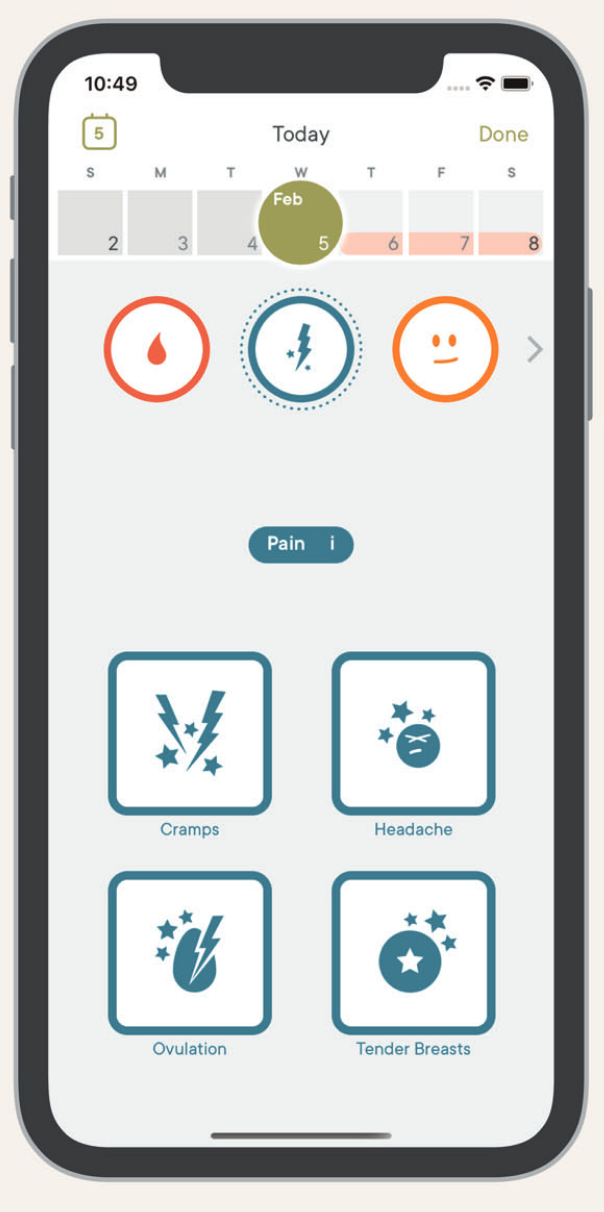 10:49
5 Today Done
S M T W T F S
Feb
2 3 4 5 6 7 8
Pain i
Cramps Headache
Ovulation Tender Breasts